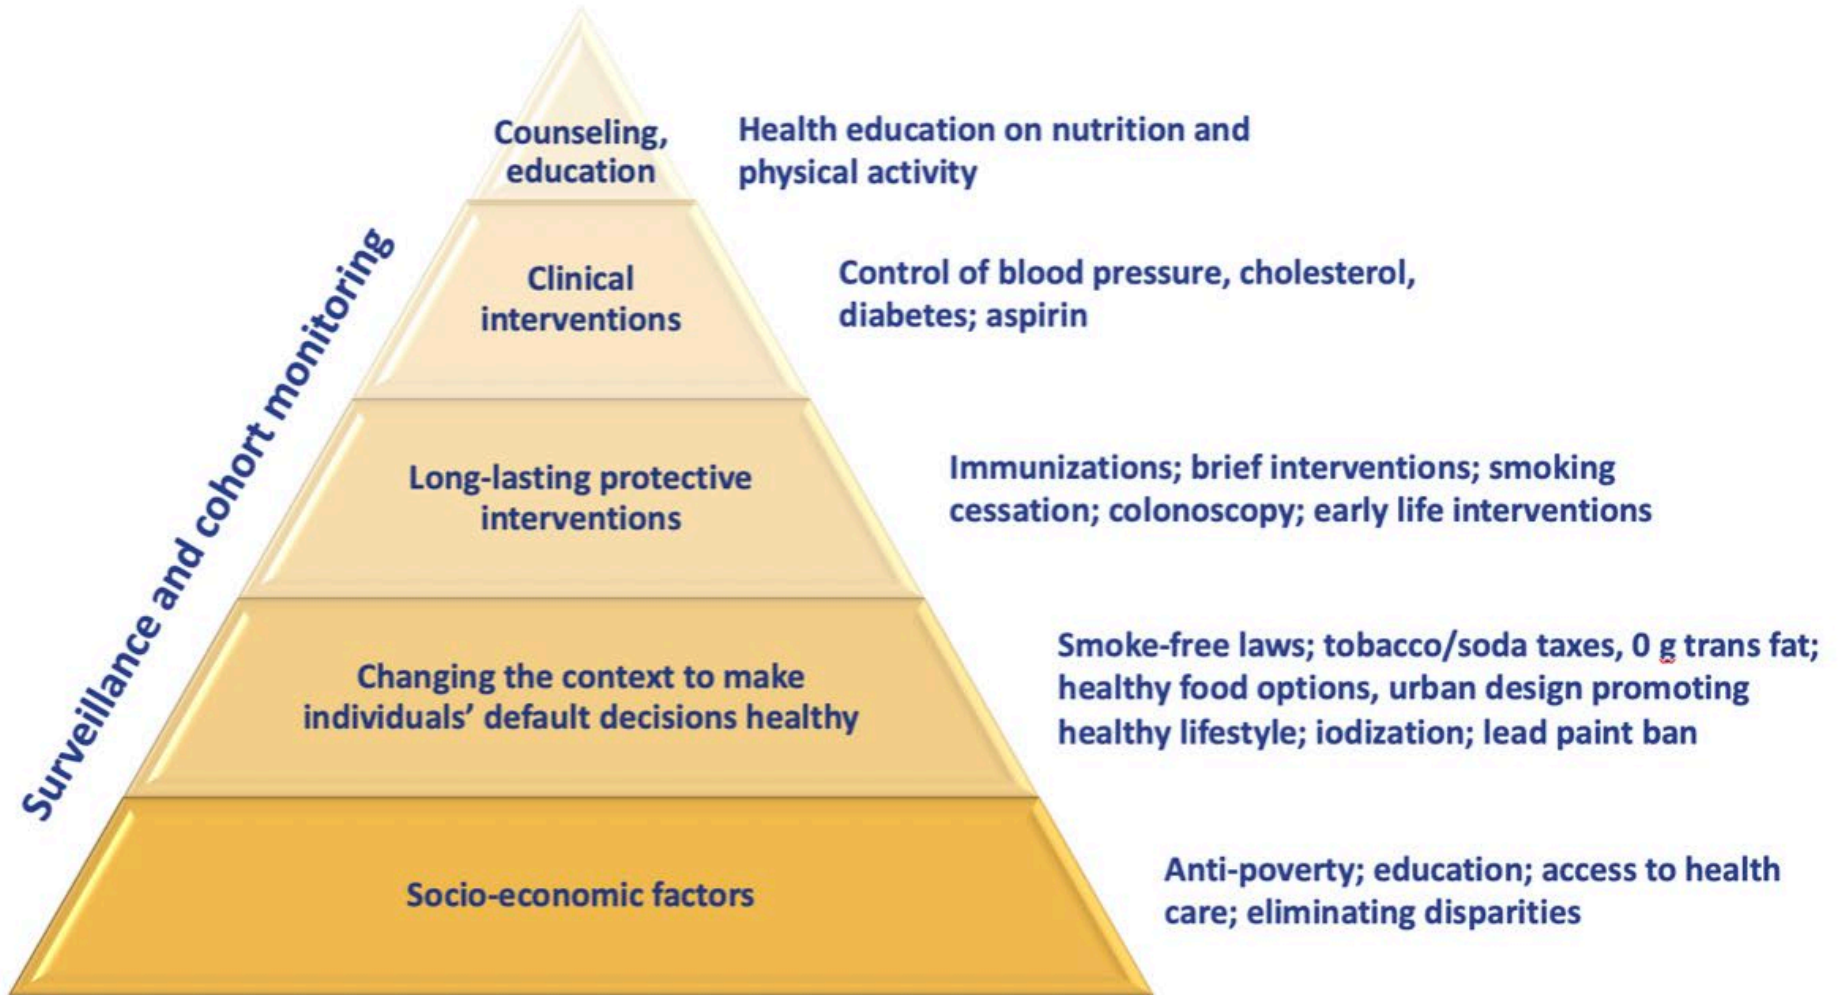 Counseling,
education
Health education on nutrition and
physical activity
Clinical
interventions
Control of blood pressure, cholesterol,
diabetes; aspirin
Surveillance and cohort monitoring
Long-lasting protective
interventions
Immunizations; brief interventions; smoking
cessation; colonoscopy; early life interventions
Changing the context to make
individuals’ default decisions healthy
Smoke-free laws; tobacco/soda taxes, 0 g trans fat;
healthy food options, urban design promoting
healthy lifestyle; iodization; lead paint ban
Socio-economic factors
Anti-poverty; education; access to health
care; eliminating disparities